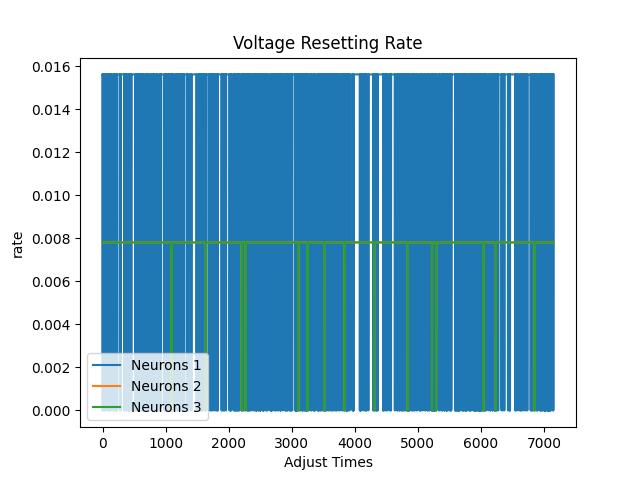 Voltage Resetting Rate
0.016
0.014
0.012
0.010
0.008
0.006
0.004
0.002
0.000
rate
Neurons 1
Neurons 2
Neurons 3
0 1000 2000 3000 4000 5000 6000 7000
Adjust Times